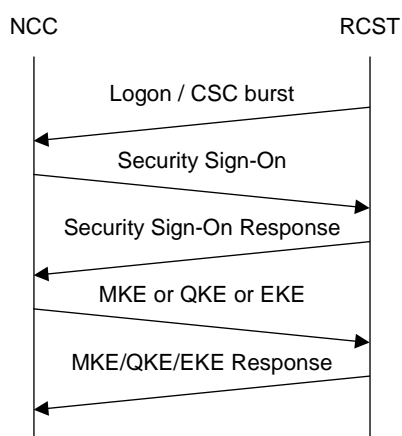 NCC
RCST
Logon / CSC burst
Security Sign-On
Security Sign-On Response
MKE or QKE or EKE
MKE/QKE/EKE Response